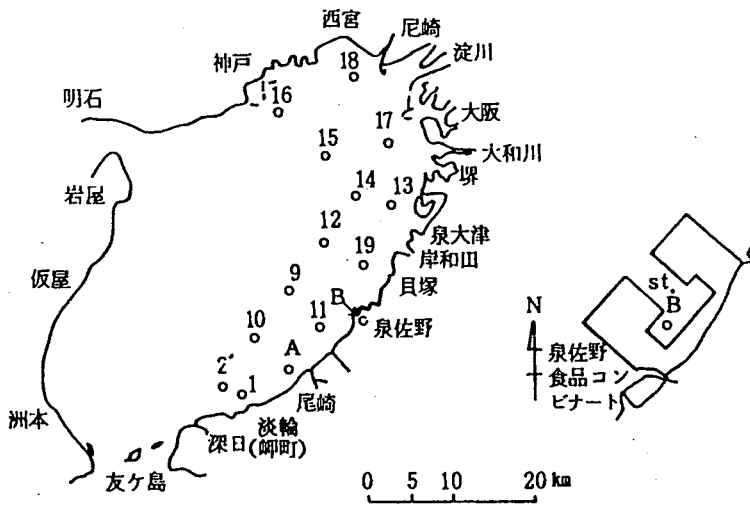 西宮
尼崎
淀川
神戸
18
明石
16
大阪
17
15
大和川
堺
14
13
岩屋
12
泉大津
19
岸和田
仮屋
貝塚
9
B
st.
B
11
泉佐野
10
N
A
泉佐野
2'
食品コン
1
ビナート
尾崎
洲本
淡輪
深日
(岬町)
友ケ島
0 5 10 20 km